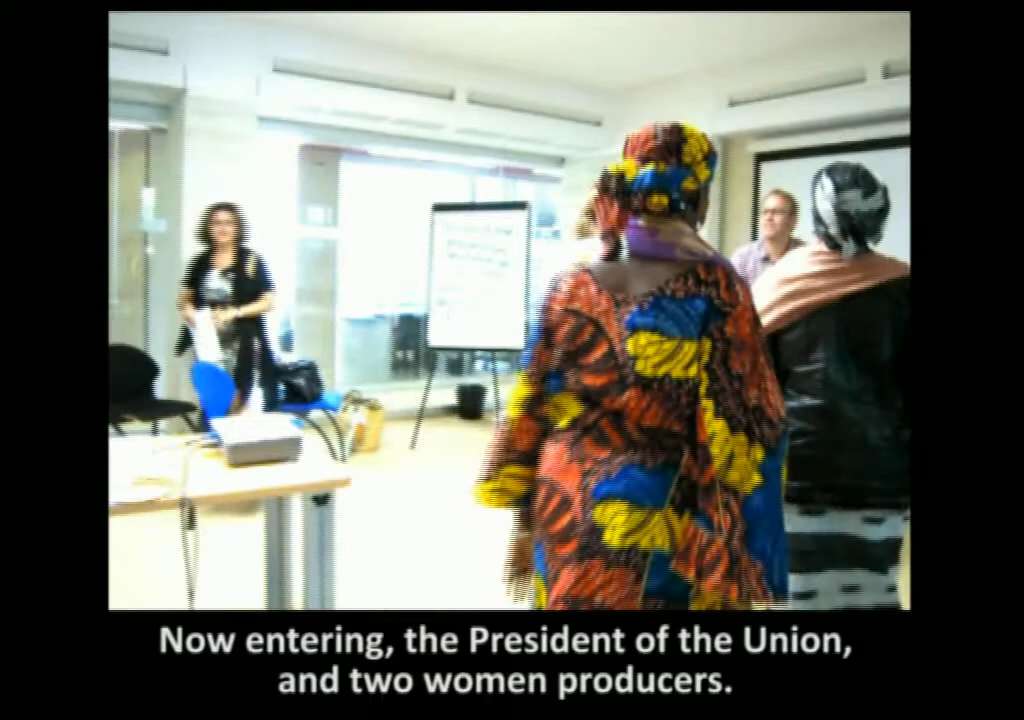 Now entering, the President of the Union,
and two women producers.